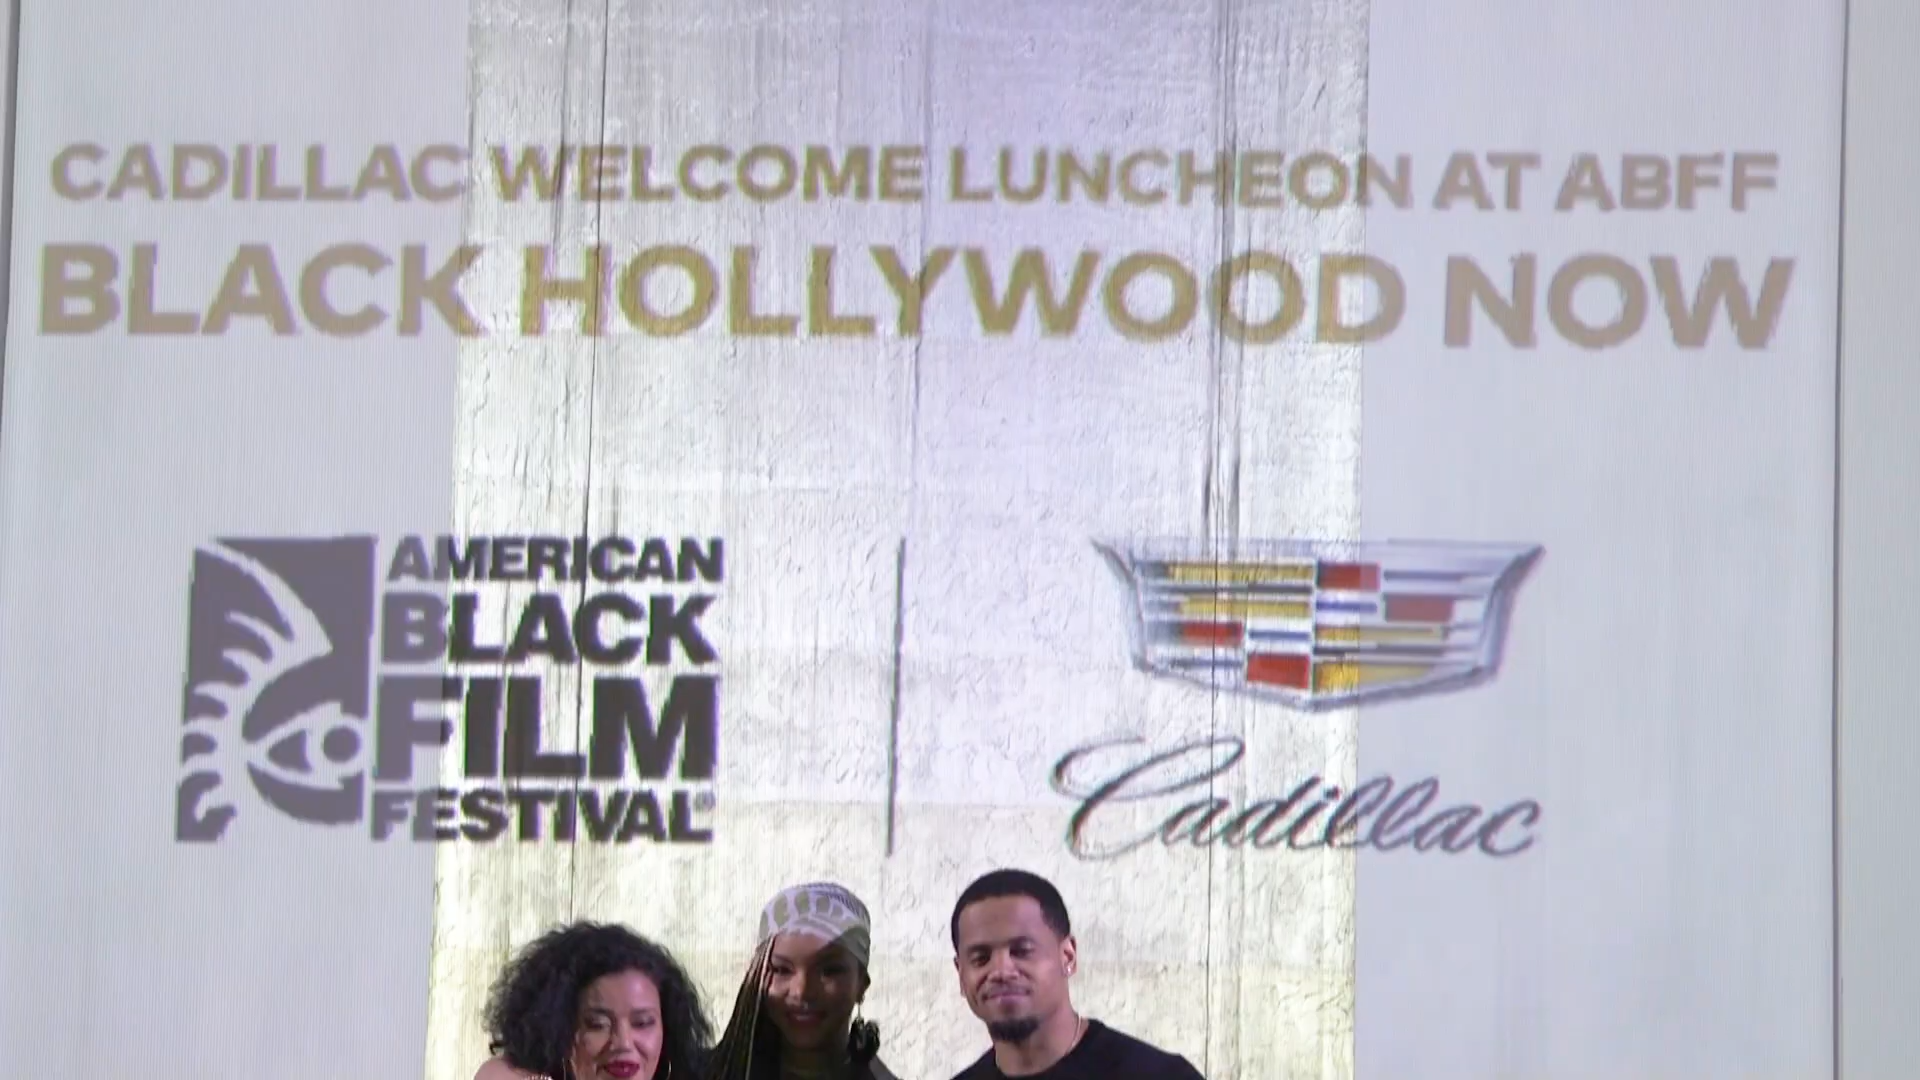 CADILLAC WELCOME LUNCHEON AT ABFF
BLACK HOLLYWOOD NOW
AMERICAN
BLACK
FILM
FESTIVAL®
Cadillac